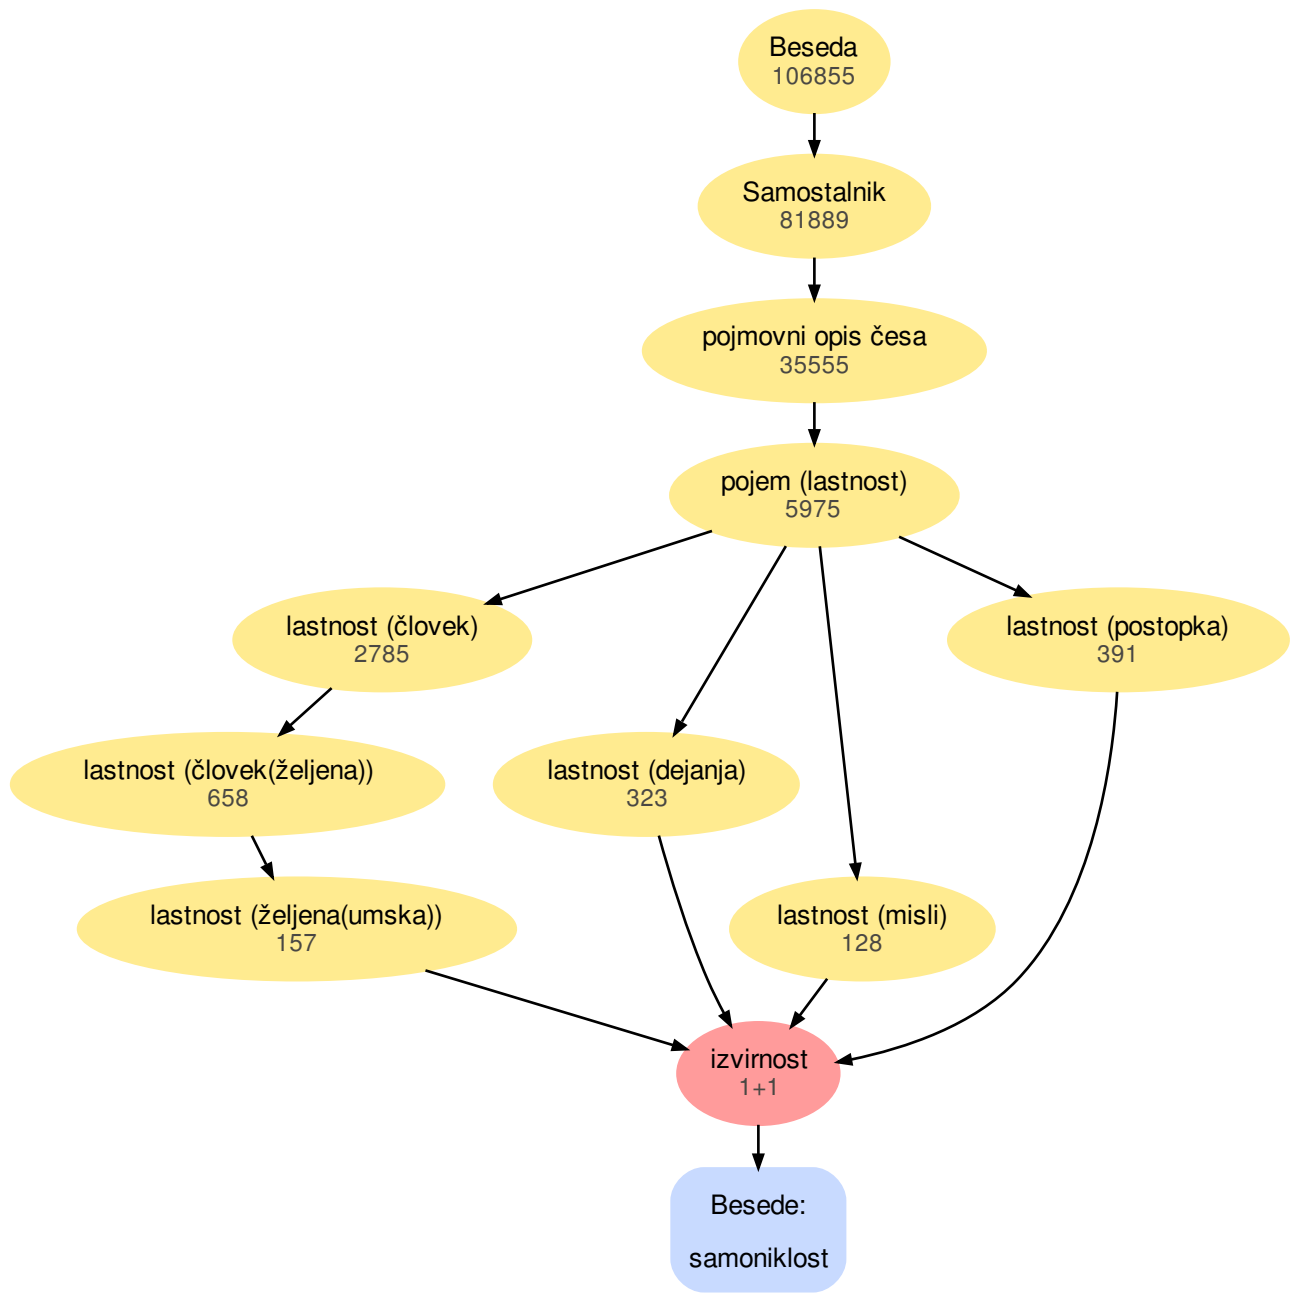 Beseda
106855
Samostalnik
81889
pojmovni opis česa
35555
pojem (lastnost)
5975
lastnost (človek)
2785
lastnost (postopka)
391
lastnost (človek(željena))
658
lastnost (dejanja)
323
lastnost (željena(umska))
157
lastnost (misli)
128
izvirnost
1+1
Besede:
samoniklost